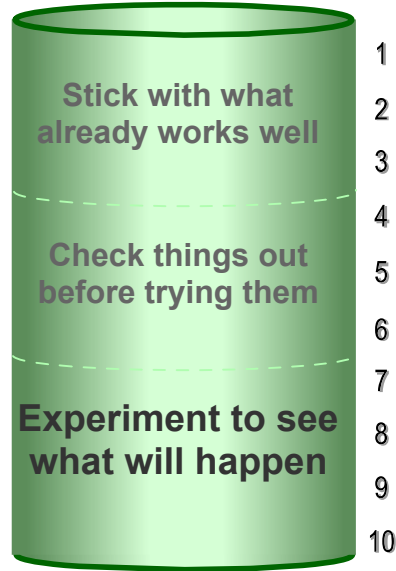 1
Stick with what
2
already works well
3
4
Check things out
5
before trying them
6
7
Experiment to see
8
what will happen
9
10